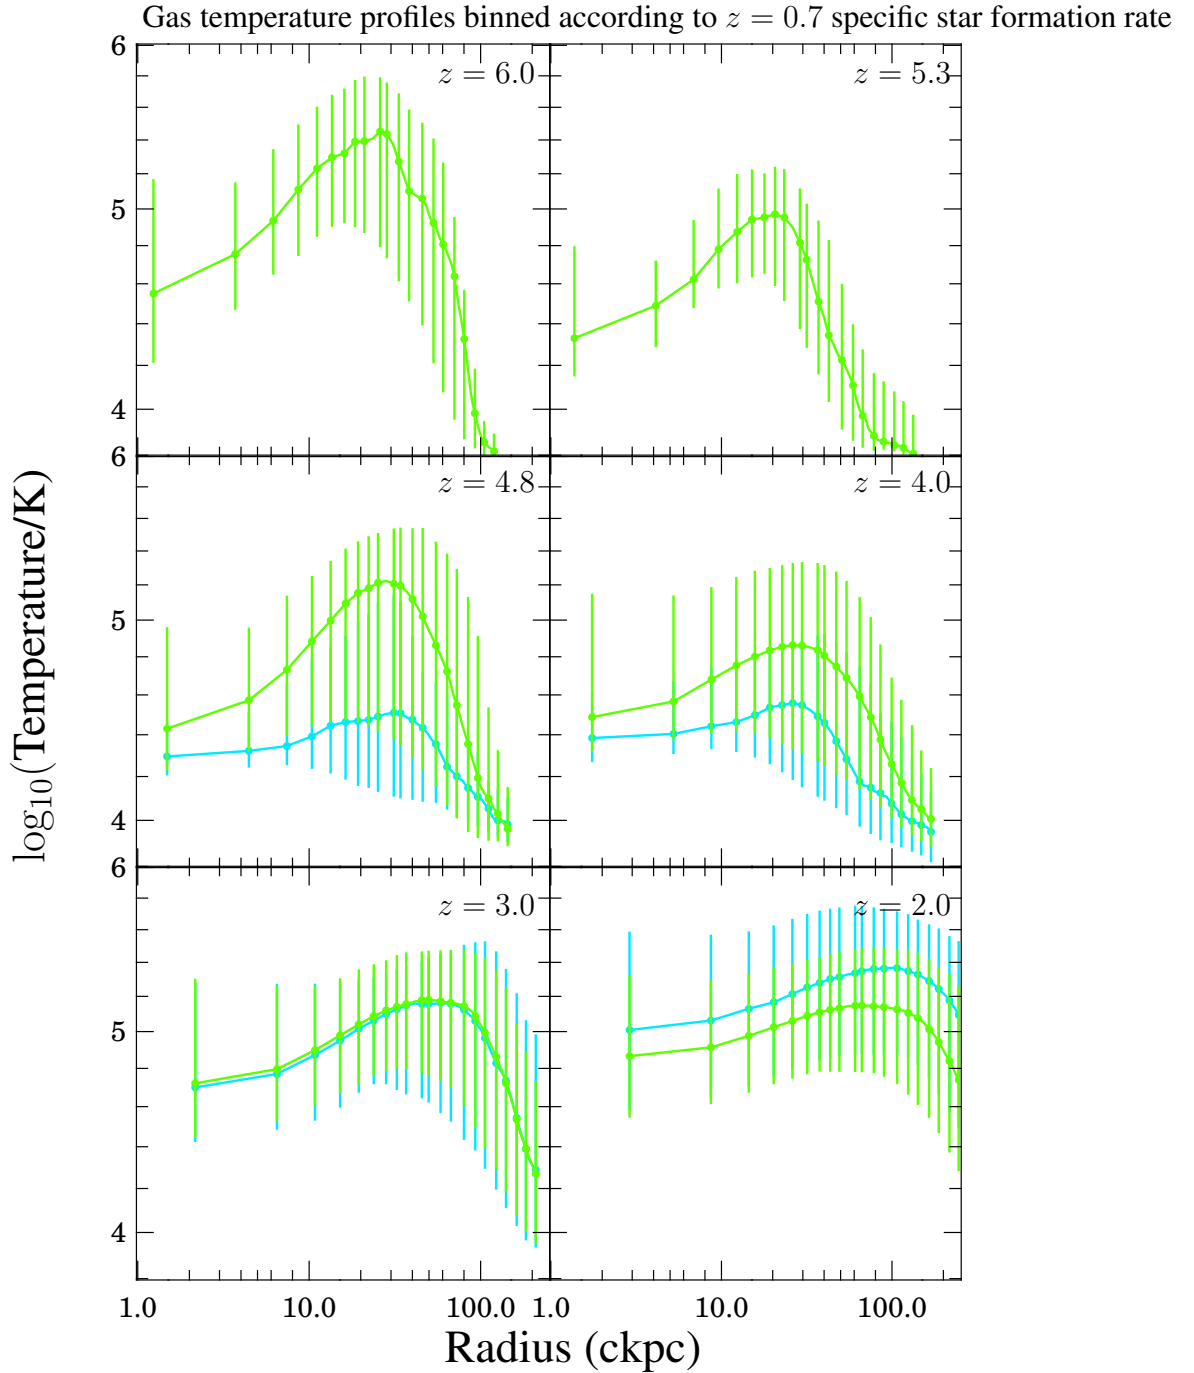 Gas temperature profiles binned according to z = 0.7 specific star formation rate
6
z = 6.0
z = 5.3
5
4
6
z = 4.8
z = 4.0
5
4
6
z = 3.0
z = 2.0
5
4
log₁₀(Temperature/K)
1.0 10.0 100.0 1.0 10.0 100.0
Radius (ckpc)